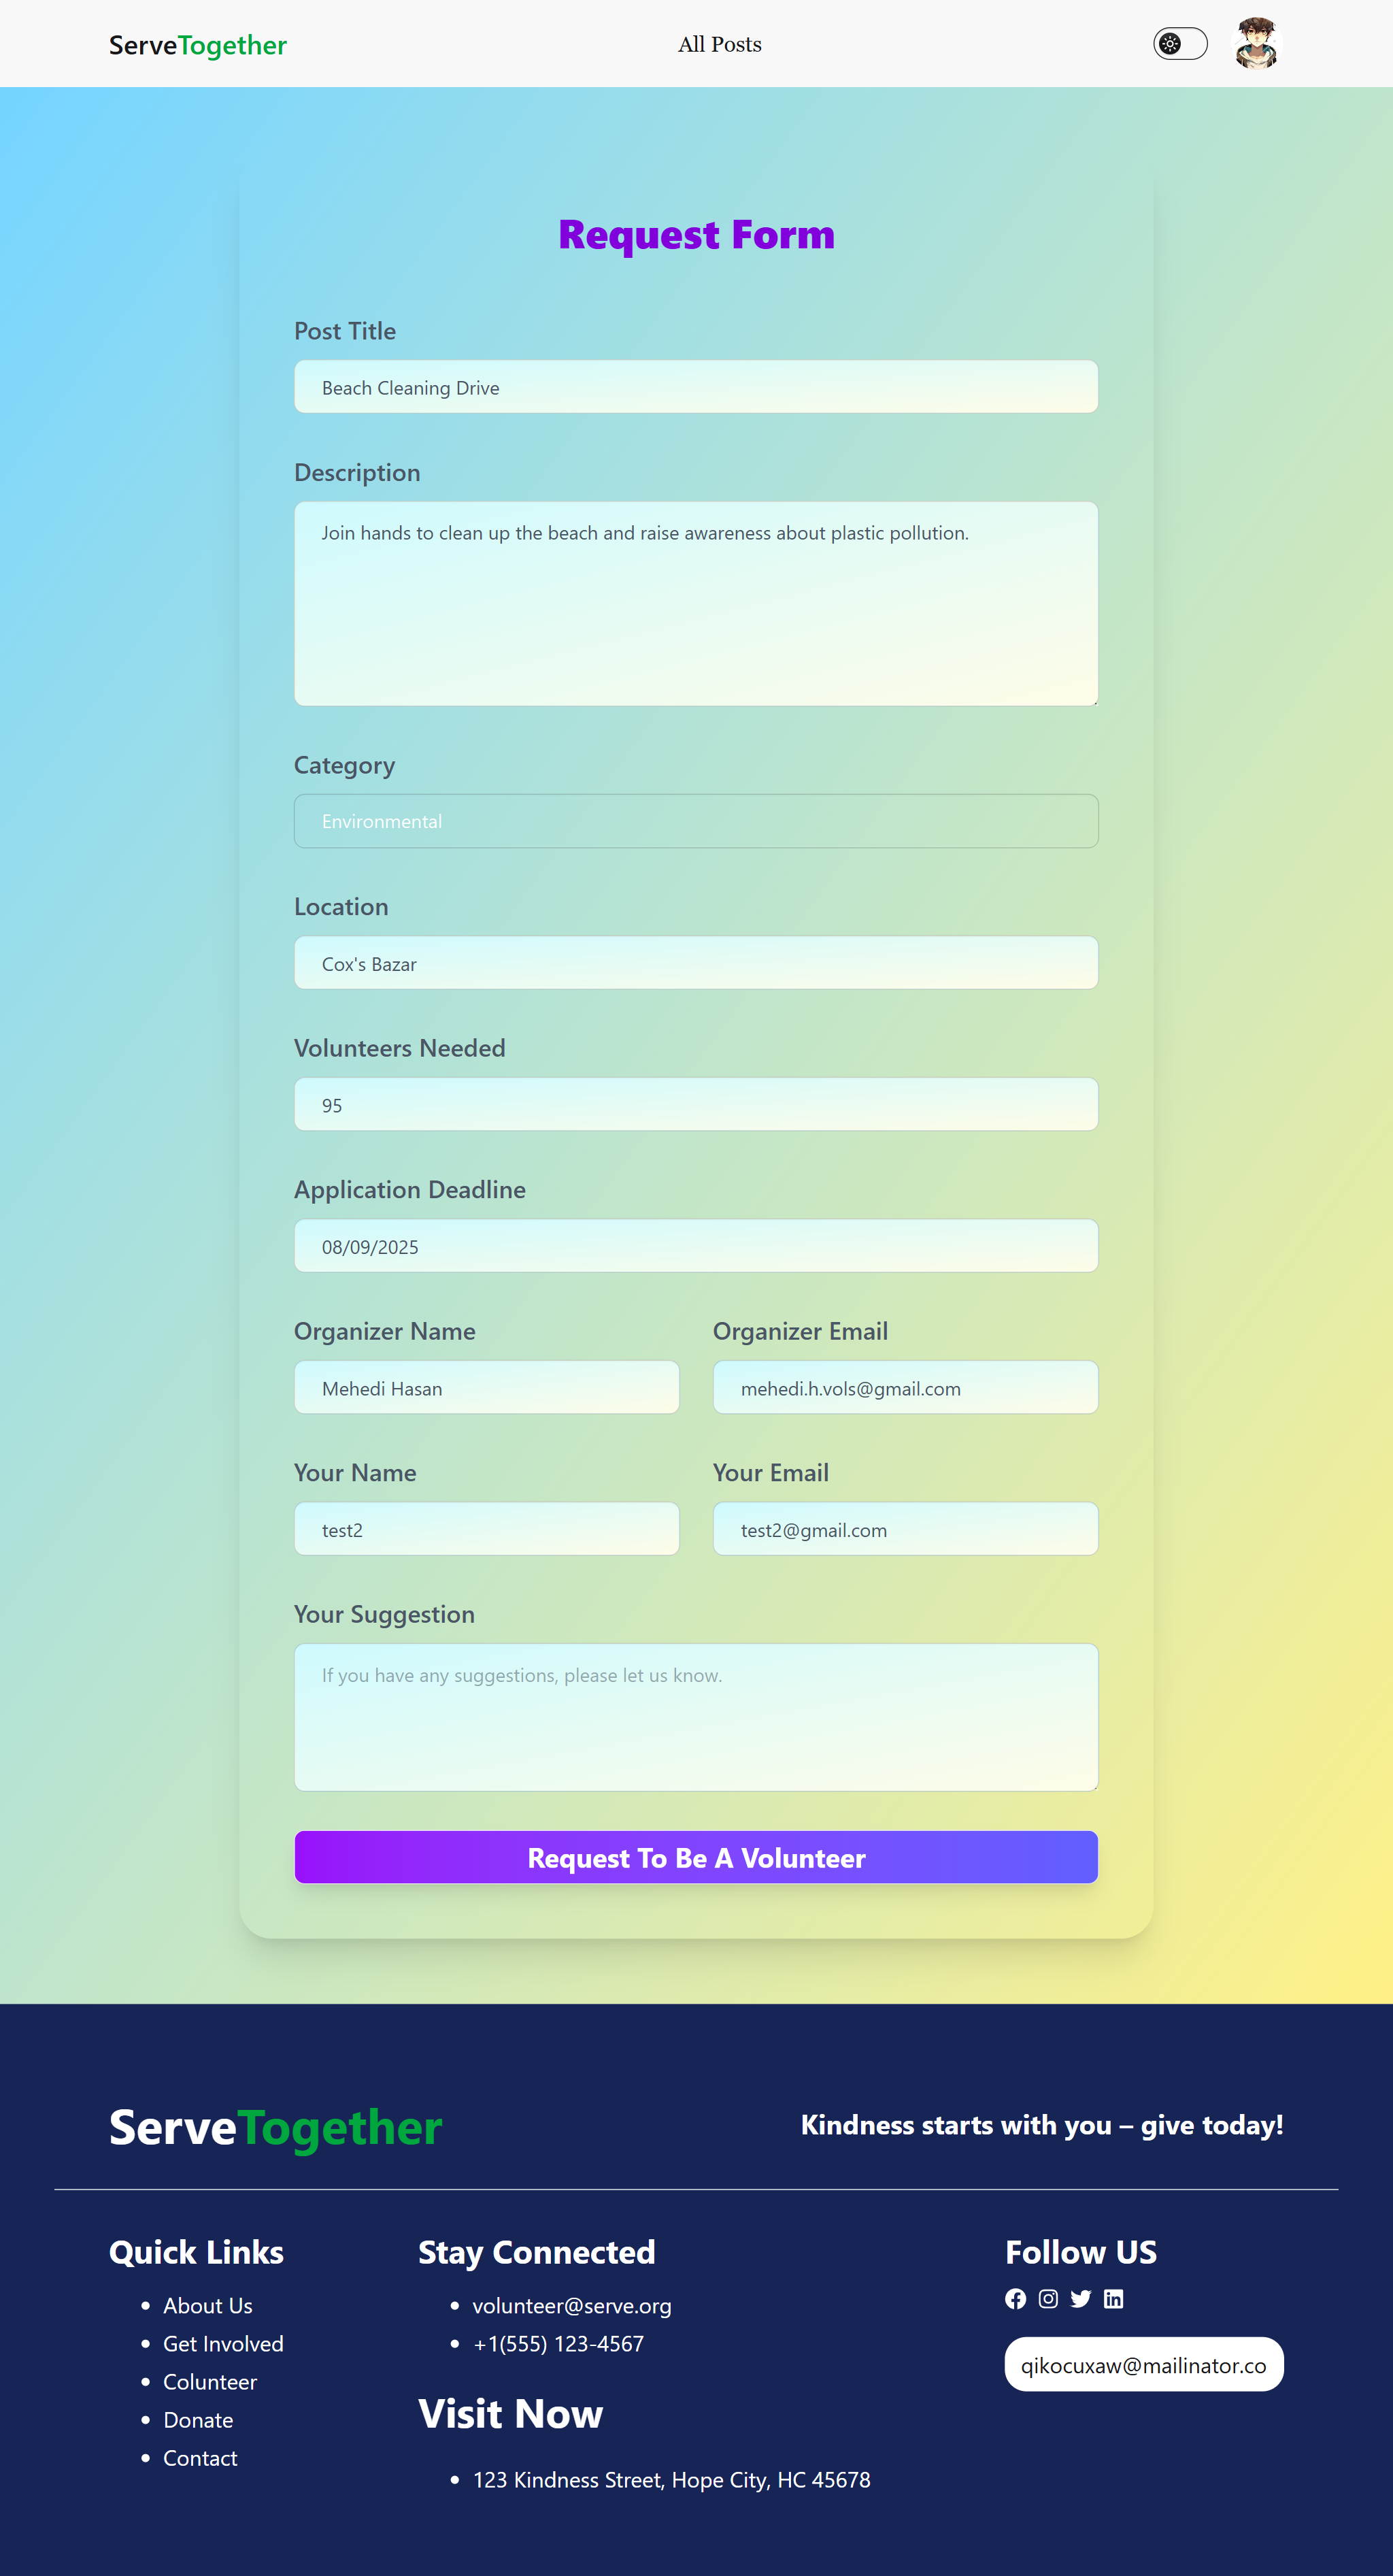 ServeTogether
All Posts
Request Form
Post Title
Beach Cleaning Drive
Description
Join hands to clean up the beach and raise awareness about plastic pollution.
Category
Environmental
Location
Cox's Bazar
Volunteers Needed
95
Application Deadline
08/09/2025
Organizer Name
Organizer Email
Mehedi Hasan
mehedi.h.vols@gmail.com
Your Name
Your Email
test2
test2@gmail.com
Your Suggestion
If you have any suggestions, please let us know.
Request To Be A Volunteer
ServeTogether
Kindness starts with you – give today!
Quick Links
About Us
Get Involved
Colunteer
Donate
Contact
Stay Connected
volunteer@serve.org
+1(555) 123-4567
Visit Now
123 Kindness Street, Hope City, HC 45678
Follow US
qikocuxaw@mailinator.co